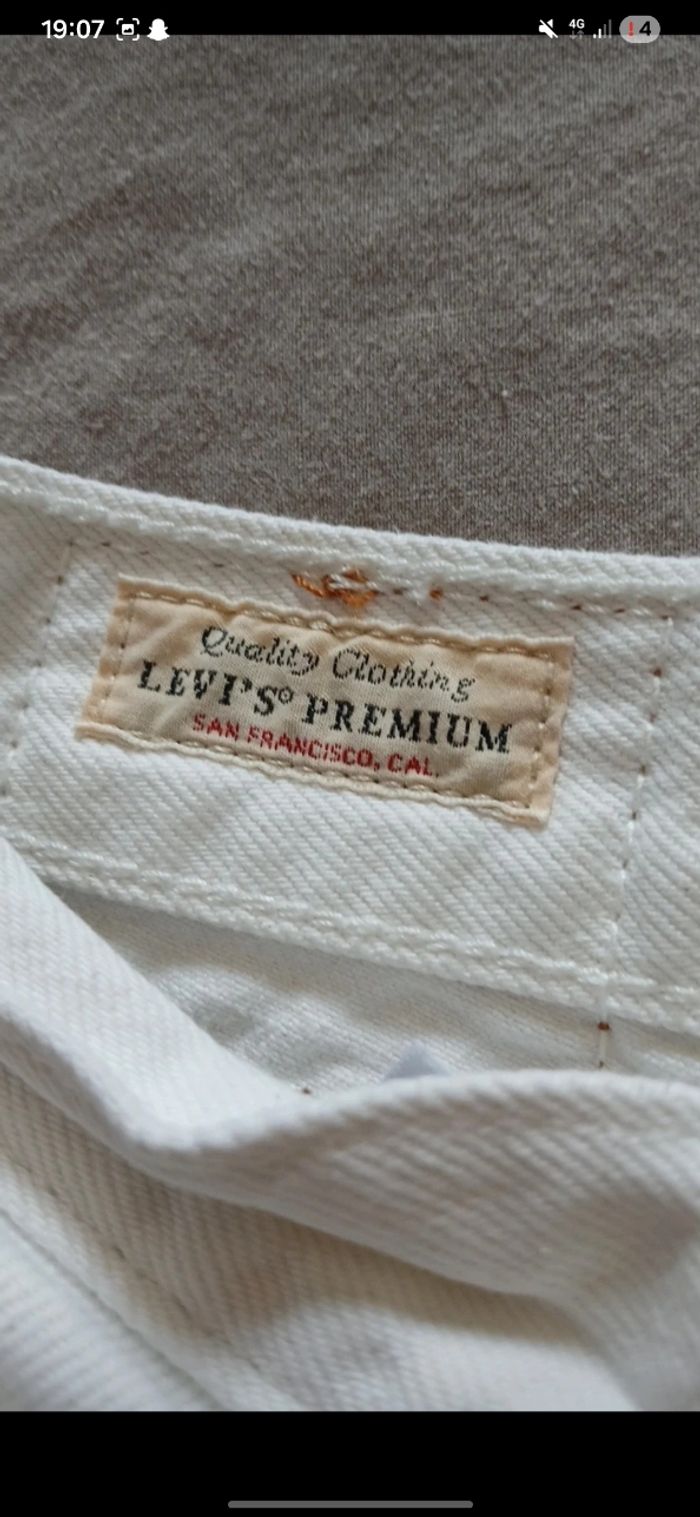 19:07
4G
! 4
Quality Clothing
LEVI'S® PREMIUM
SAN FRANCISCO, CAL.